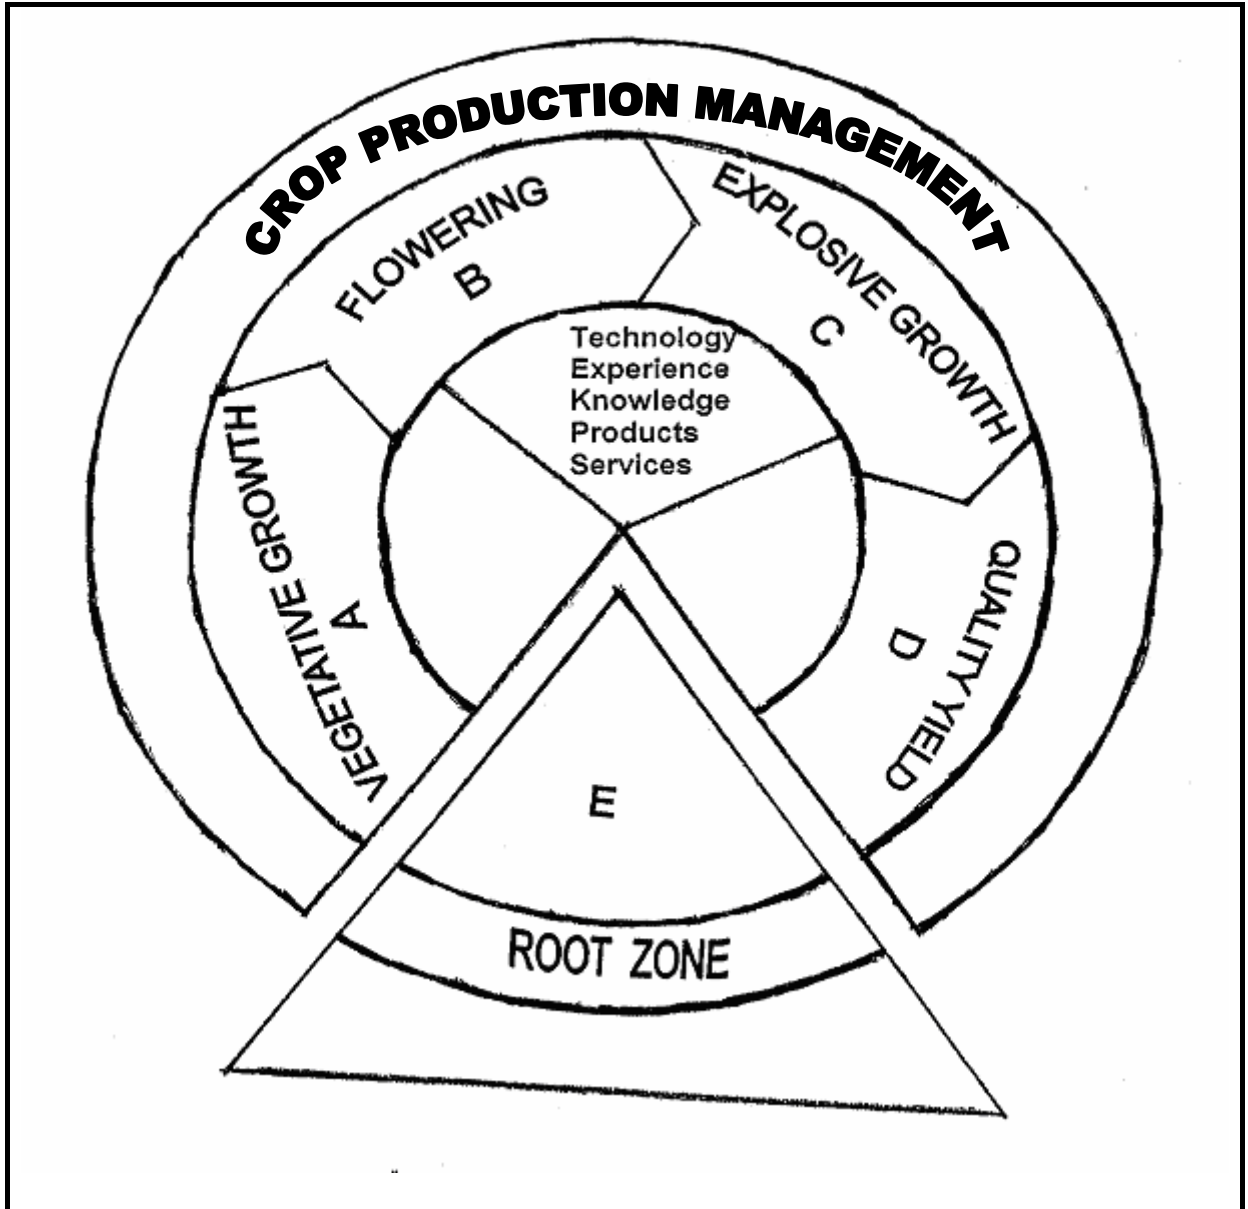 CROP PRODUCTION MANAGEMENT
FLOWERING
B
EXPLOSIVE GROWTH
C
Technology
Experience
Knowledge
Products
Services
VEGETATIVE GROWTH
A
QUALITY YIELD
D
E
ROOT ZONE